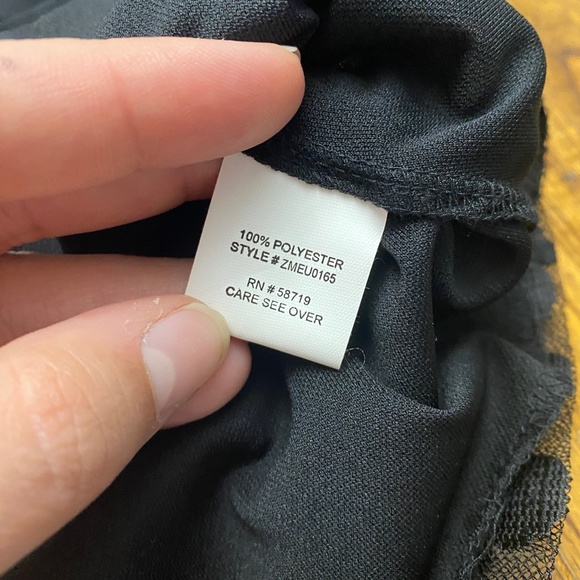 100% POLYESTER
STYLE # ZMEU0165
RN # 58719
CARE SEE OVER